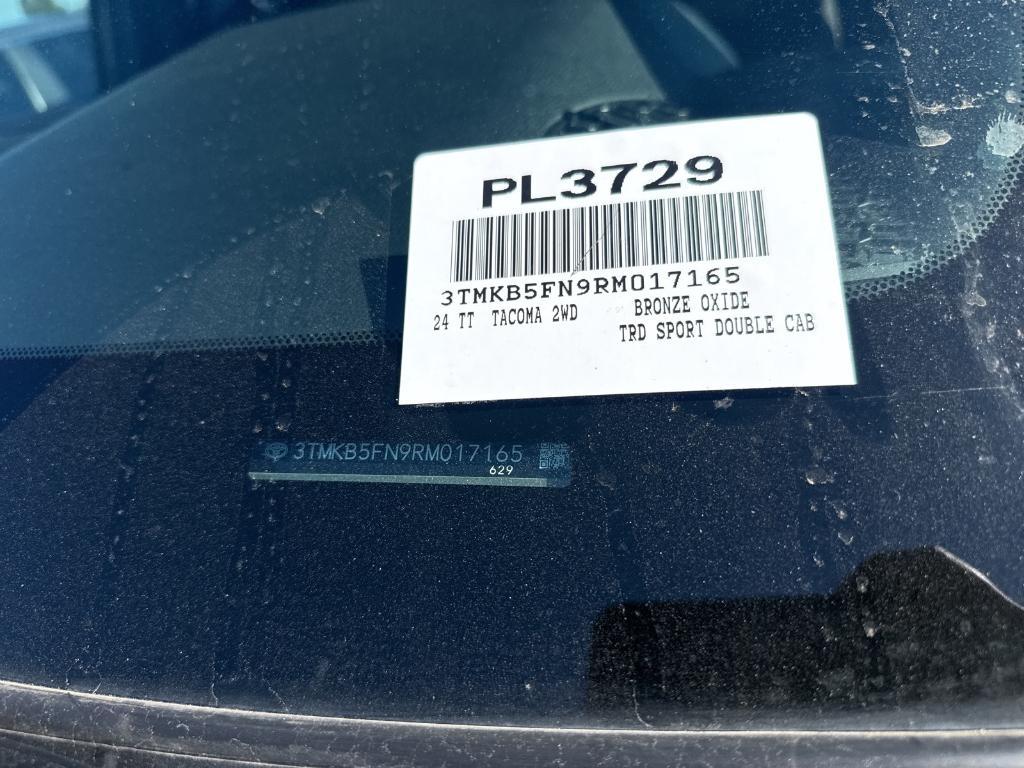 PL3729
3TMKB5FN9RM017165
24 TT TACOMA 2WD BRONZE OXIDE
TRD SPORT DOUBLE CAB
3TMKB5FN9RM017165
629